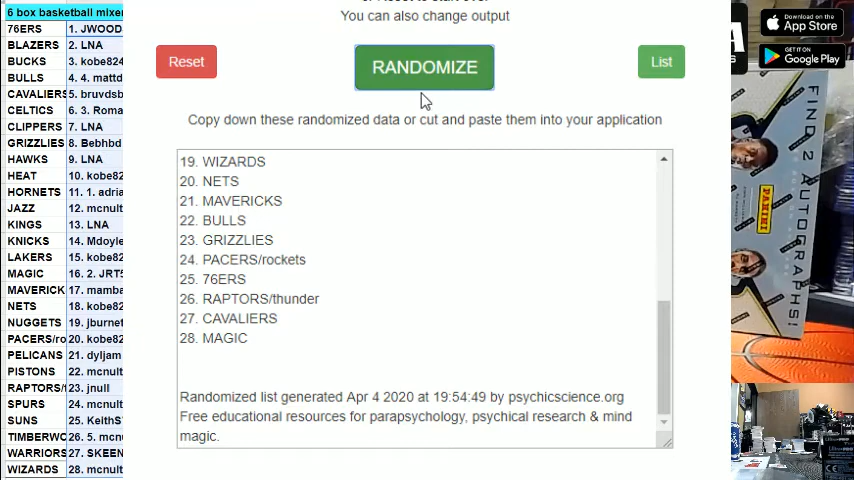 6 box basketball mixer
76ERS 1. JWOOD
BLAZERS 2. LNA
BUCKS 3. kobe824
BULLS 4. 4. mattd
CAVALIERS 5. bruvdsb
CELTICS 6. 3. Roma
CLIPPERS 7. LNA
GRIZZLIES 8. Bebhbd
HAWKS 9. LNA
HEAT 10. kobe82
HORNETS 11. 1. adria
JAZZ 12. mcnult
KINGS 13. LNA
KNICKS 14. Mdoyle
LAKERS 15. kobe82
MAGIC 16. 2. JRT5
MAVERICK 17. mamba
NETS 18. kobe82
NUGGETS 19. jburnet
PACERS/ro 20. kobe82
PELICANS 21. dyljam
PISTONS 22. mcnult
RAPTORS/t 23. jnull
SPURS 24. mcnult
SUNS 25. KeithS
TIMBERWO 26. 5. mcnu
WARRIORS 27. SKEEN
WIZARDS 28. mcnult
You can also change output
Reset
RANDOMIZE
List
Copy down these randomized data or cut and paste them into your application
19. WIZARDS
20. NETS
21. MAVERICKS
22. BULLS
23. GRIZZLIES
24. PACERS/rockets
25. 76ERS
26. RAPTORS/thunder
27. CAVALIERS
28. MAGIC
Randomized list generated Apr 4 2020 at 19:54:49 by psychicscience.org
Free educational resources for parapsychology, psychical research & mind
magic.
Download on the
App Store
GET IT ON
Google Play
FIND 2 AUTOGRAPHS!
PANINI